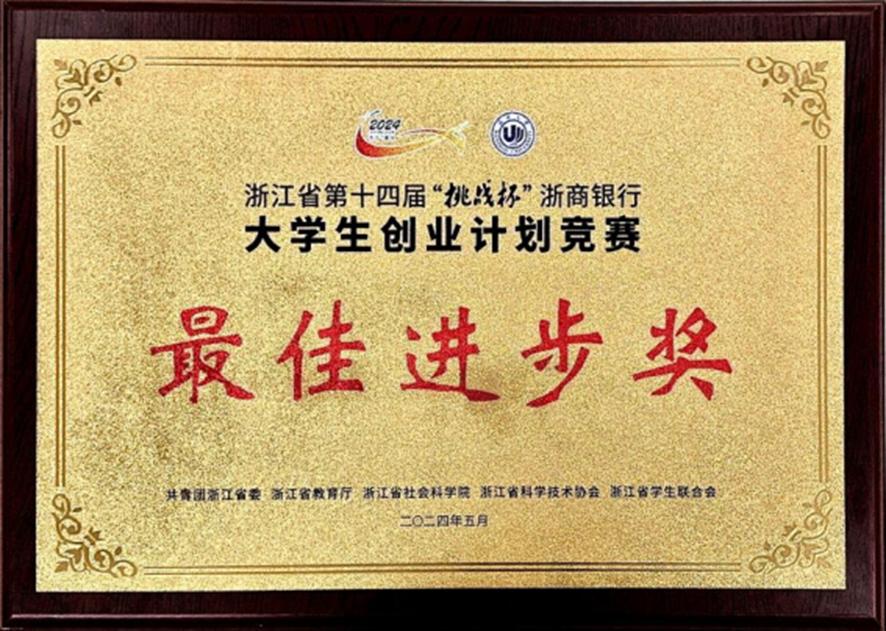 2024
浙江省第十四届“挑战杯”浙商银行
大学生创业计划竞赛
最佳进步奖
共青团浙江省委 浙江省教育厅 浙江省社会科学院 浙江省科学技术协会 浙江省学生联合会
二〇二四年五月